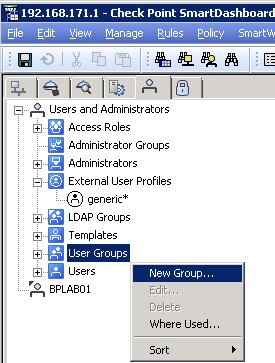 192.168.171.1 - Check Point SmartDashboard
File Edit View Manage Rules Policy SmartW
Users and Administrators
Access Roles
Administrator Groups
Administrators
External User Profiles
generic*
LDAP Groups
Templates
User Groups
New Group...
Users
Edit...
BPLAB01
Delete
Where Used...
Sort